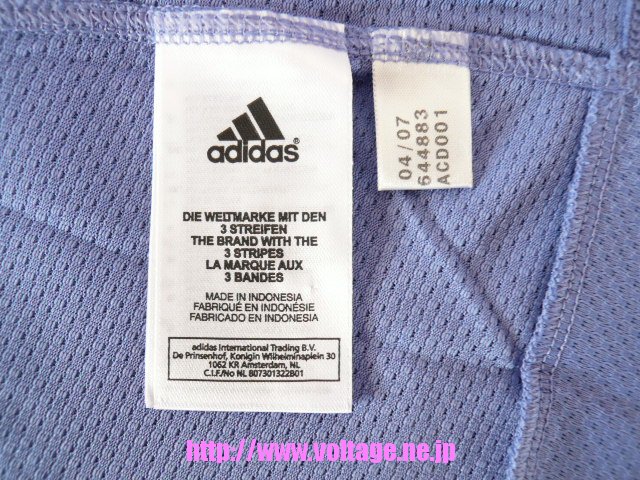 adidas
DIE WELTMARKE MIT DEN
3 STREIFEN
THE BRAND WITH THE
3 STRIPES
LA MARQUE AUX
3 BANDES
MADE IN INDONESIA
FABRIQUÉ EN INDONÉSIE
FABRICADO EN INDONESIA
adidas International Trading B.V.
De Prinsenhof, Konigin Wilheiminaplein 30
1062 KR Amsterdam, NL
C.I.F./No NL 807301322B01
04/07
644883
ACD001
http://www.voltage.ne.jp